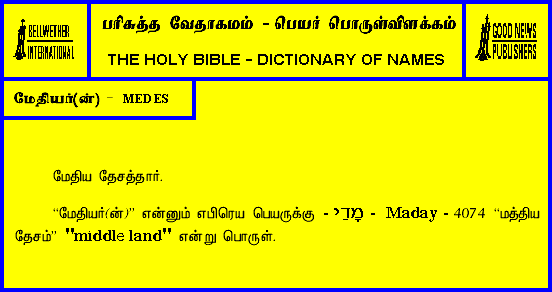 BELLWETHER
INTERNATIONAL
பரிசுத்த வேதாகமம் - பெயர் பொருள்விளக்கம்
THE HOLY BIBLE - DICTIONARY OF NAMES
GOOD NEWS
PUBLISHERS
மேதியர்(ன்) - MEDES
மேதிய தேசத்தார்.
“மேதியர்(ன்)” என்னும் எபிரெய பெயருக்கு - מָדַי - Maday - 4074 “மத்திய
தேசம்” "middle land" என்று பொருள்.